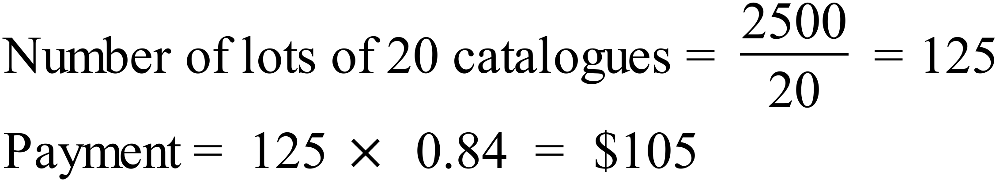 Number of lots of 20 catalogues = 2500/20 = 125
Payment = 125 × 0.84 = $105